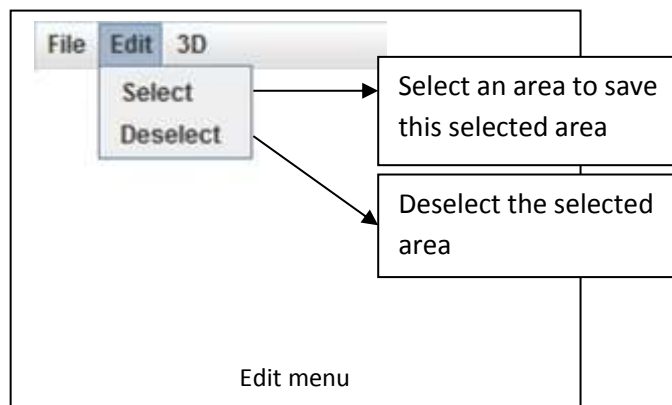 File Edit 3D
Select
Deselect
Select an area to save
this selected area
Deselect the selected
area
Edit menu